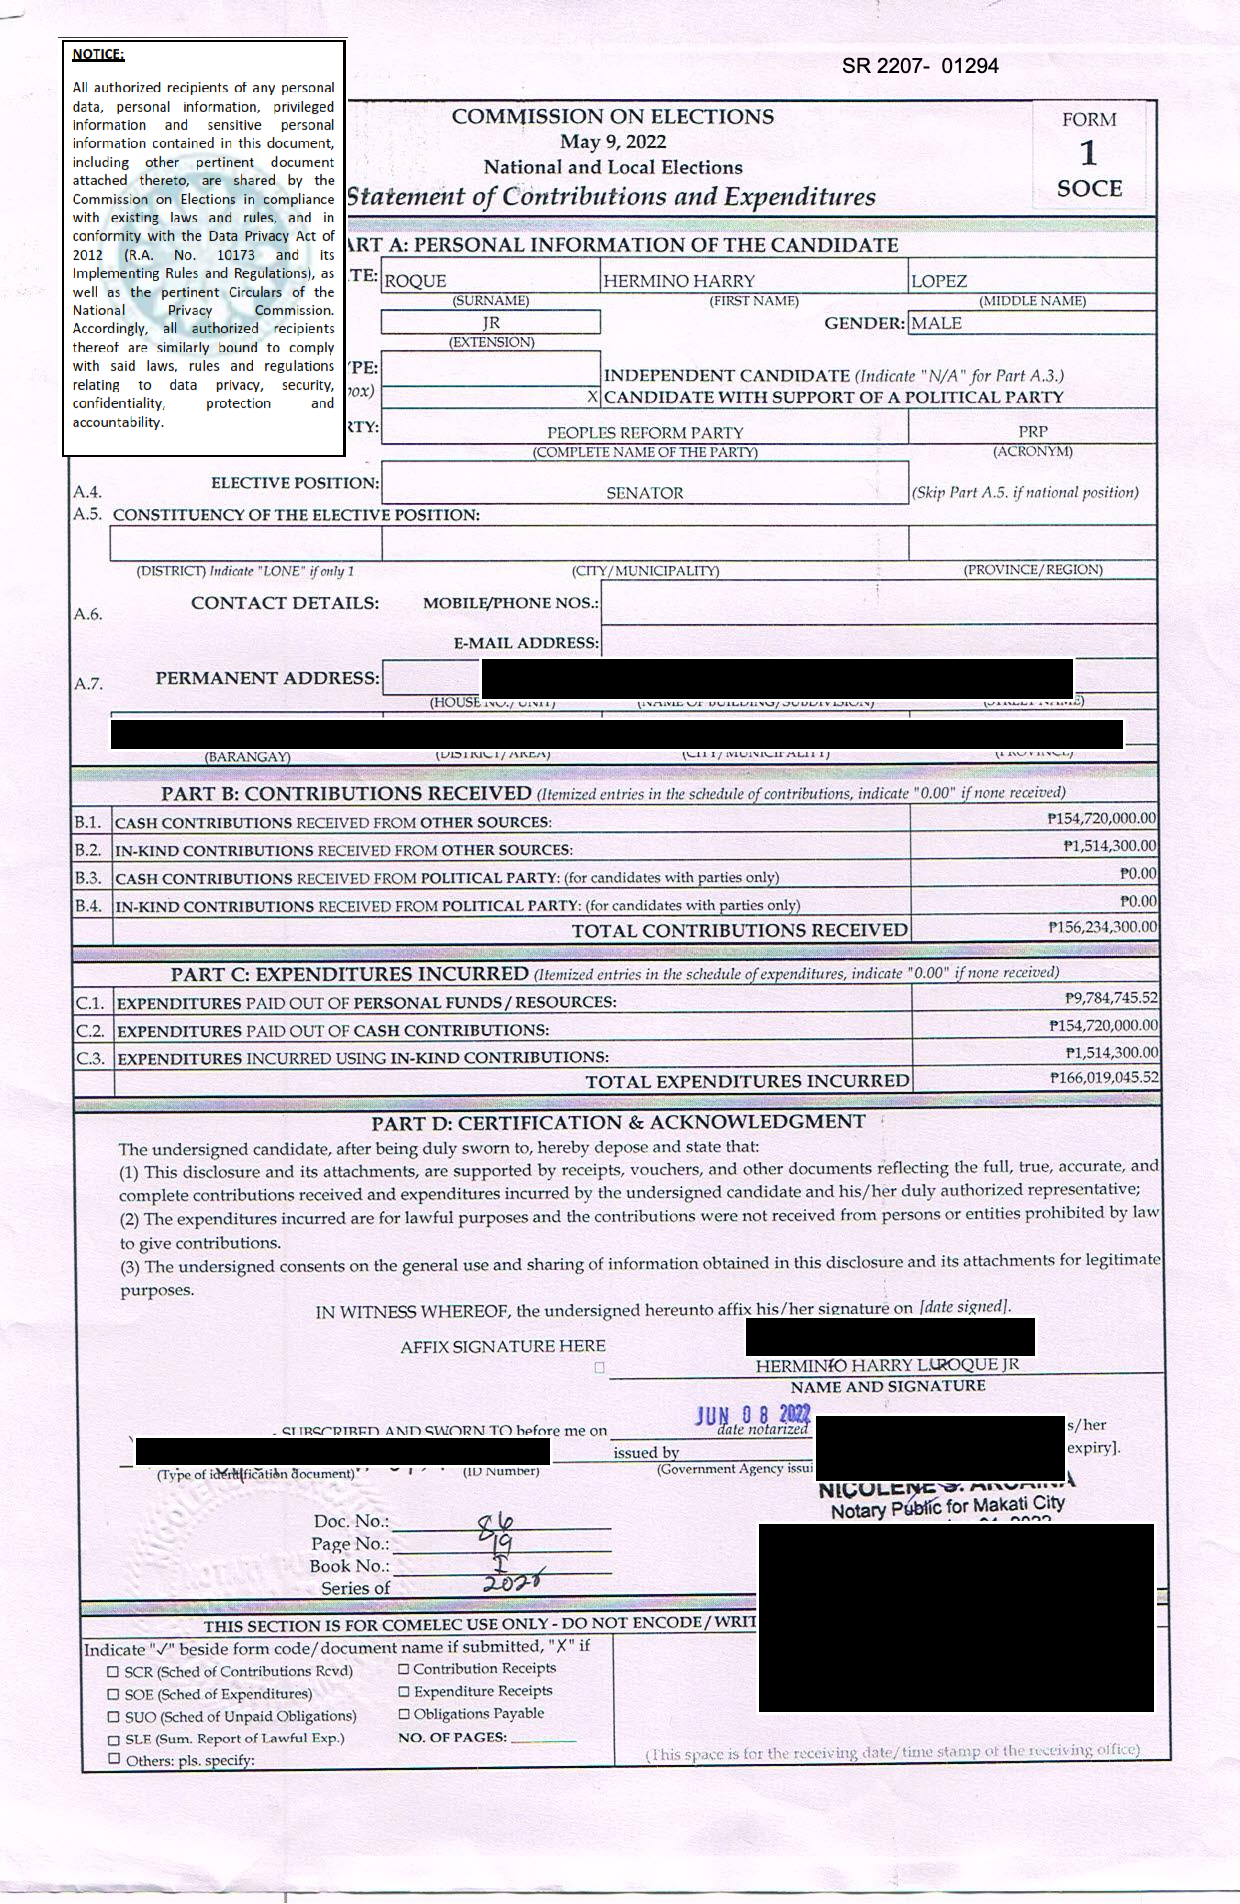 NOTICE:
All authorized recipients of any personal
data, personal information, privileged
information and sensitive personal
information contained in this document,
including other pertinent document
attached thereto, are shared by the
Commission on Elections in compliance
with existing laws and rules, and in
conformity with the Data Privacy Act of
2012 (R.A. No. 10173 and its
Implementing Rules and Regulations), as
well as the pertinent Circulars of the
National Privacy Commission.
Accordingly, all authorized recipients
thereof are similarly bound to comply
with said laws, rules and regulations
relating to data privacy, security,
confidentiality, protection and
accountability.
SR 2207- 01294
COMMISSION ON ELECTIONS
May 9, 2022
National and Local Elections
Statement of Contributions and Expenditures
FORM
1
SOCE
ART A: PERSONAL INFORMATION OF THE CANDIDATE
TE: ROQUE HERMINO HARRY LOPEZ
(SURNAME) (FIRST NAME) (MIDDLE NAME)
JR GENDER: MALE
(EXTENSION)
PE:
INDEPENDENT CANDIDATE (Indicate "N/A" for Part A.3.)
ox) X CANDIDATE WITH SUPPORT OF A POLITICAL PARTY
RTY: PEOPLES REFORM PARTY PRP
(COMPLETE NAME OF THE PARTY) (ACRONYM)
A.4. ELECTIVE POSITION: SENATOR (Skip Part A.5. if national position)
A.5. CONSTITUENCY OF THE ELECTIVE POSITION:
(DISTRICT) Indicate "LONE" if only 1 (CITY/MUNICIPALITY) (PROVINCE/REGION)
A.6. CONTACT DETAILS: MOBILE/PHONE NOS.:
E-MAIL ADDRESS:
A.7. PERMANENT ADDRESS:
(HOUSE NO./ UNIT) (NAME OF BUILDING/SUBDIVISION) (STREET NAME)
(BARANGAY) (DISTRICT/AREA) (CITY/MUNICIPALITY) (PROVINCE)
PART B: CONTRIBUTIONS RECEIVED (Itemized entries in the schedule of contributions, indicate "0.00" if none received)
B.1. CASH CONTRIBUTIONS RECEIVED FROM OTHER SOURCES: ₱154,720,000.00
B.2. IN-KIND CONTRIBUTIONS RECEIVED FROM OTHER SOURCES: ₱1,514,300.00
B.3. CASH CONTRIBUTIONS RECEIVED FROM POLITICAL PARTY: (for candidates with parties only) ₱0.00
B.4. IN-KIND CONTRIBUTIONS RECEIVED FROM POLITICAL PARTY: (for candidates with parties only) ₱0.00
TOTAL CONTRIBUTIONS RECEIVED ₱156,234,300.00
PART C: EXPENDITURES INCURRED (Itemized entries in the schedule of expenditures, indicate "0.00" if none received)
C.1. EXPENDITURES PAID OUT OF PERSONAL FUNDS / RESOURCES: ₱9,784,745.52
C.2. EXPENDITURES PAID OUT OF CASH CONTRIBUTIONS: ₱154,720,000.00
C.3. EXPENDITURES INCURRED USING IN-KIND CONTRIBUTIONS: ₱1,514,300.00
TOTAL EXPENDITURES INCURRED ₱166,019,045.52
PART D: CERTIFICATION & ACKNOWLEDGMENT
The undersigned candidate, after being duly sworn to, hereby depose and state that:
(1) This disclosure and its attachments, are supported by receipts, vouchers, and other documents reflecting the full, true, accurate, and
complete contributions received and expenditures incurred by the undersigned candidate and his/her duly authorized representative;
(2) The expenditures incurred are for lawful purposes and the contributions were not received from persons or entities prohibited by law
to give contributions.
(3) The undersigned consents on the general use and sharing of information obtained in this disclosure and its attachments for legitimate
purposes.
IN WITNESS WHEREOF, the undersigned hereunto affix his/her signature on [date signed].
AFFIX SIGNATURE HERE
HERMINIO HARRY L. ROQUE JR
NAME AND SIGNATURE
JUN 08 2022
SUBSCRIBED AND SWORN TO before me on date notarized s/her
issued by expiry].
(Type of identification document) (ID Number) (Government Agency issui
NICOLENE S. ARCAINA
Notary Public for Makati City
Doc. No.: 86
Page No.: 19
Book No.: I
Series of 2022
THIS SECTION IS FOR COMELEC USE ONLY - DO NOT ENCODE/WRIT
Indicate "✓" beside form code/document name if submitted, "X" if
☐ SCR (Sched of Contributions Rcvd) ☐ Contribution Receipts
☐ SOE (Sched of Expenditures) ☐ Expenditure Receipts
☐ SUO (Sched of Unpaid Obligations) ☐ Obligations Payable
☐ SLE (Sum. Report of Lawful Exp.) NO. OF PAGES:
☐ Others: pls. specify:
(This space is for the receiving date/time stamp of the receiving office)